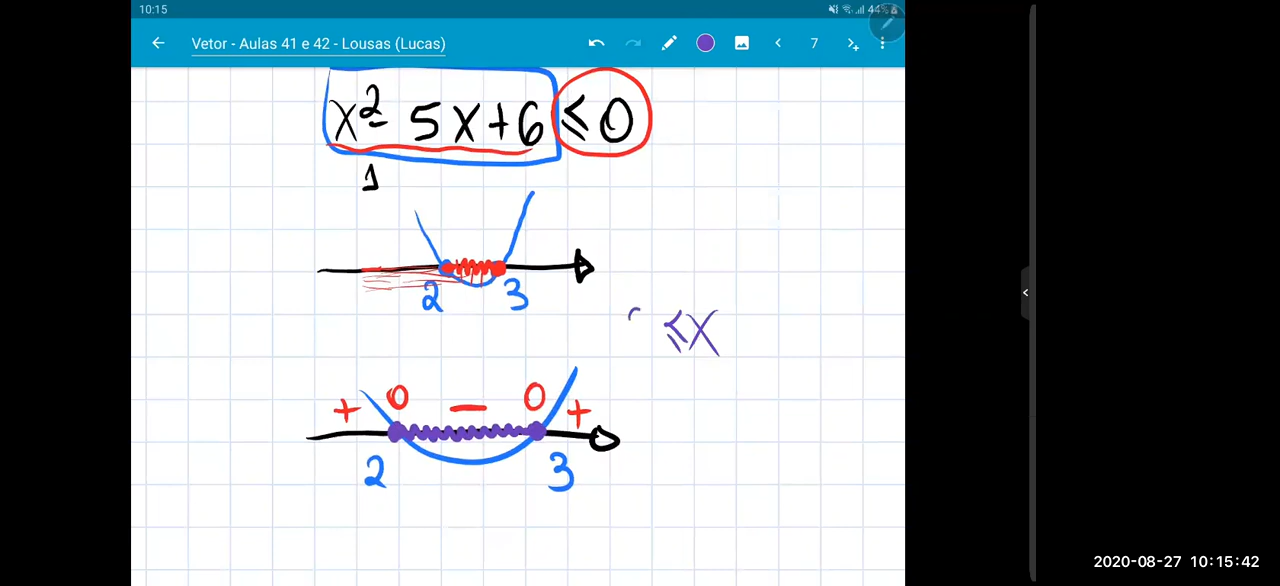 10:15
44%
Vetor - Aulas 41 e 42 - Lousas (Lucas)
7
x² - 5x+6 ≤ 0
1
2 3
≤x
+ 0 − 0 +
2 3
2020-08-27 10:15:42